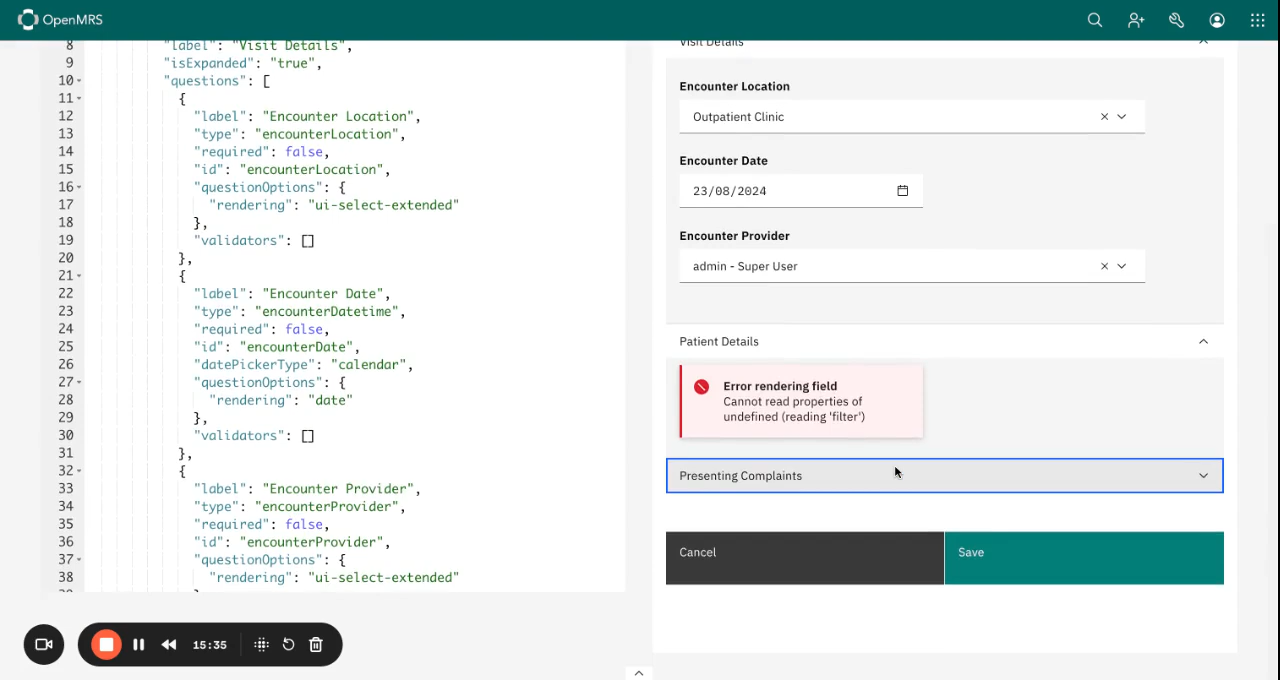 OpenMRS
8 "label": "Visit Details",
9 "isExpanded": "true",
10 "questions": [
11 {
12 "label": "Encounter Location",
13 "type": "encounterLocation",
14 "required": false,
15 "id": "encounterLocation",
16 "questionOptions": {
17 "rendering": "ui-select-extended"
18 },
19 "validators": []
20 },
21 {
22 "label": "Encounter Date",
23 "type": "encounterDatetime",
24 "required": false,
25 "id": "encounterDate",
26 "datePickerType": "calendar",
27 "questionOptions": {
28 "rendering": "date"
29 },
30 "validators": []
31 },
32 {
33 "label": "Encounter Provider",
34 "type": "encounterProvider",
35 "required": false,
36 "id": "encounterProvider",
37 "questionOptions": {
38 "rendering": "ui-select-extended"
Visit Details
Encounter Location
Outpatient Clinic
Encounter Date
23/08/2024
Encounter Provider
admin - Super User
Patient Details
Error rendering field
Cannot read properties of
undefined (reading 'filter')
Presenting Complaints
Cancel
Save
15:35